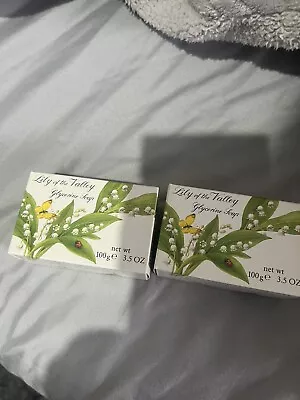 Lily of the Valley
Glycerine Soap
net wt
100g℮ 3.5 OZ
Lily of the Valley
Glycerine Soap
net wt
100g℮ 3.5 OZ